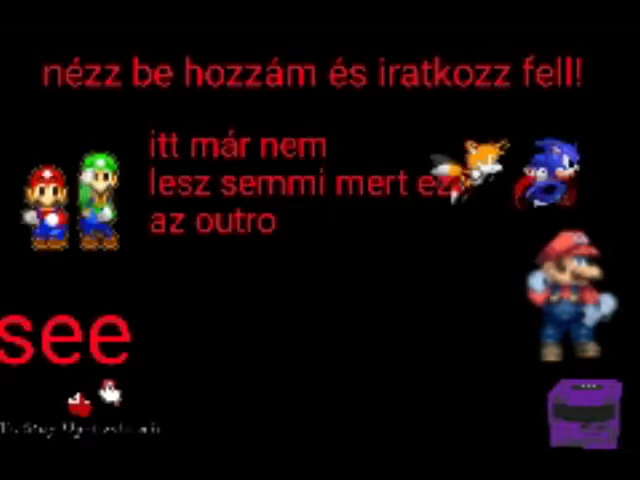 nézz be hozzám és iratkozz fell!
itt már nem
lesz semmi mert ez
az outro
see